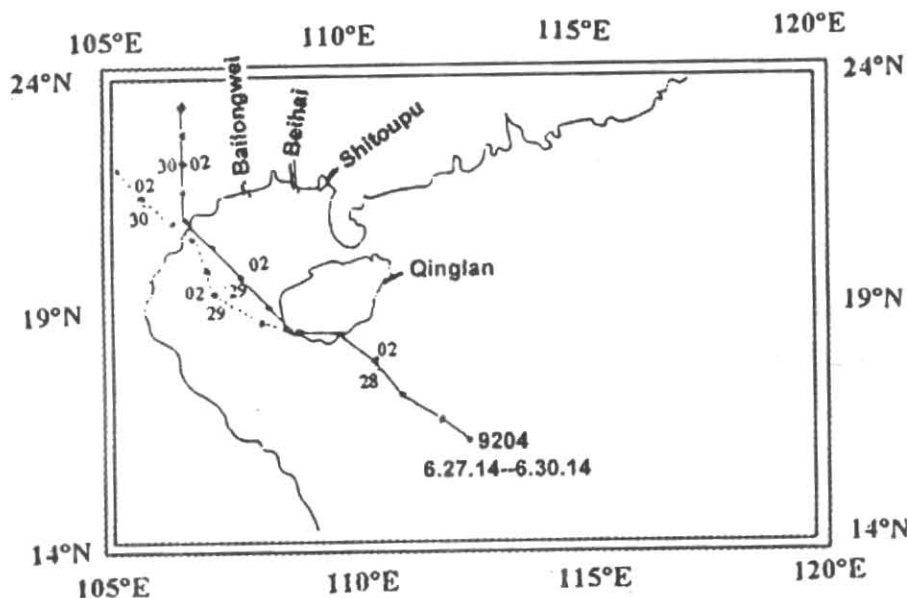 105°E 110°E 115°E 120°E
24°N 24°N
Bailongwei
Beihai
Shitoupu
30 02
02
30
02
Qinglan
02 29
29
19°N 19°N
02
28
9204
6.27.14--6.30.14
14°N 14°N
105°E 110°E 115°E 120°E